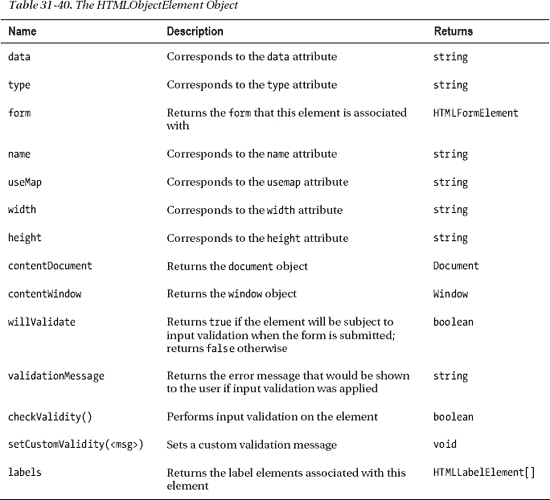 Table 31-40. The HTMLObjectElement Object
Name Description Returns
data Corresponds to the data attribute string
type Corresponds to the type attribute string
form Returns the form that this element is associated HTMLFormElement
with
name Corresponds to the name attribute string
useMap Corresponds to the usemap attribute string
width Corresponds to the width attribute string
height Corresponds to the height attribute string
contentDocument Returns the document object Document
contentWindow Returns the window object Window
willValidate Returns true if the element will be subject to boolean
input validation when the form is submitted;
returns false otherwise
validationMessage Returns the error message that would be shown string
to the user if input validation was applied
checkValidity() Performs input validation on the element boolean
setCustomValidity(<msg>) Sets a custom validation message void
labels Returns the label elements associated with this HTMLLabelElement[]
element